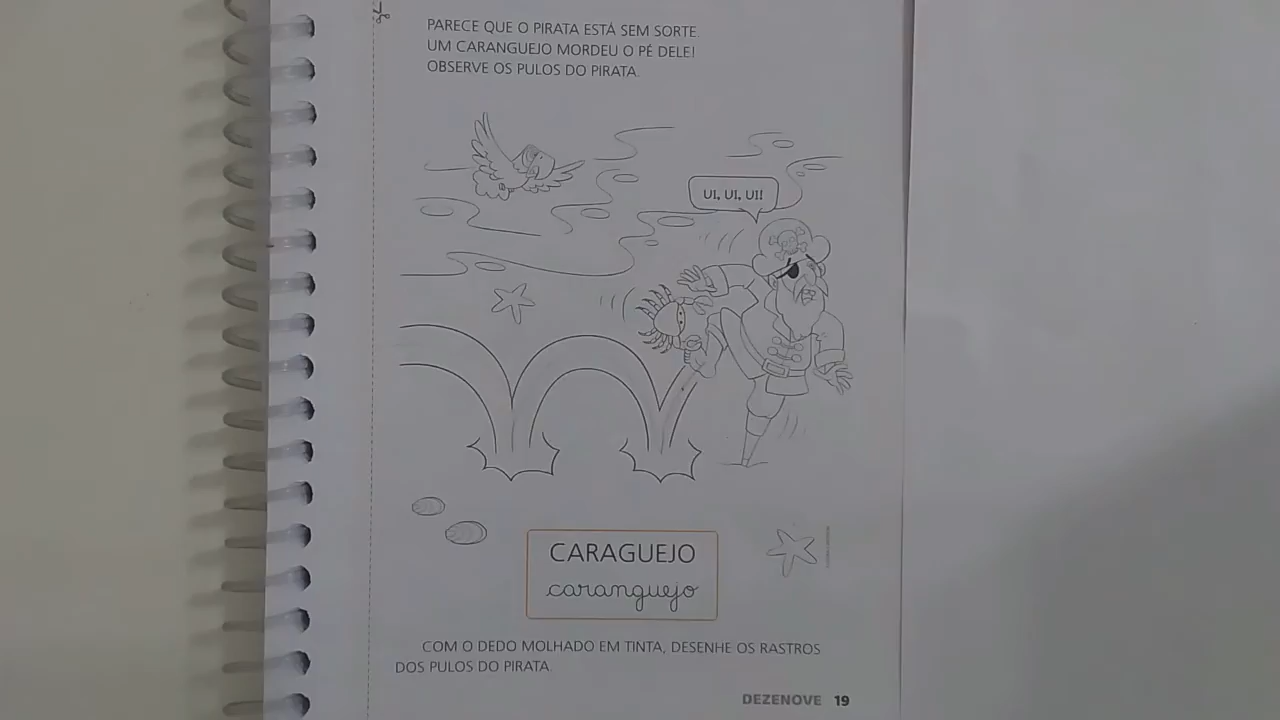 PARECE QUE O PIRATA ESTÁ SEM SORTE.
UM CARANGUEJO MORDEU O PÉ DELE!
OBSERVE OS PULOS DO PIRATA.
UI, UI, UI!
CARAGUEJO
caranguejo
COM O DEDO MOLHADO EM TINTA, DESENHE OS RASTROS
DOS PULOS DO PIRATA.
DEZENOVE 19